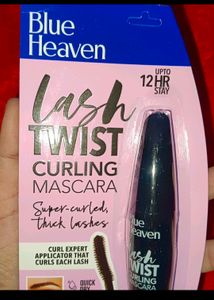 Blue
Heaven
UPTO
12 HR
STAY
Lash
TWIST
CURLING
MASCARA
Super-curled,
thick lashes
CURL EXPERT
APPLICATOR THAT
CURLS EACH LASH
QUICK
DRY
Blue
Heaven
Lash
TWIST
CURLING
MASCARA